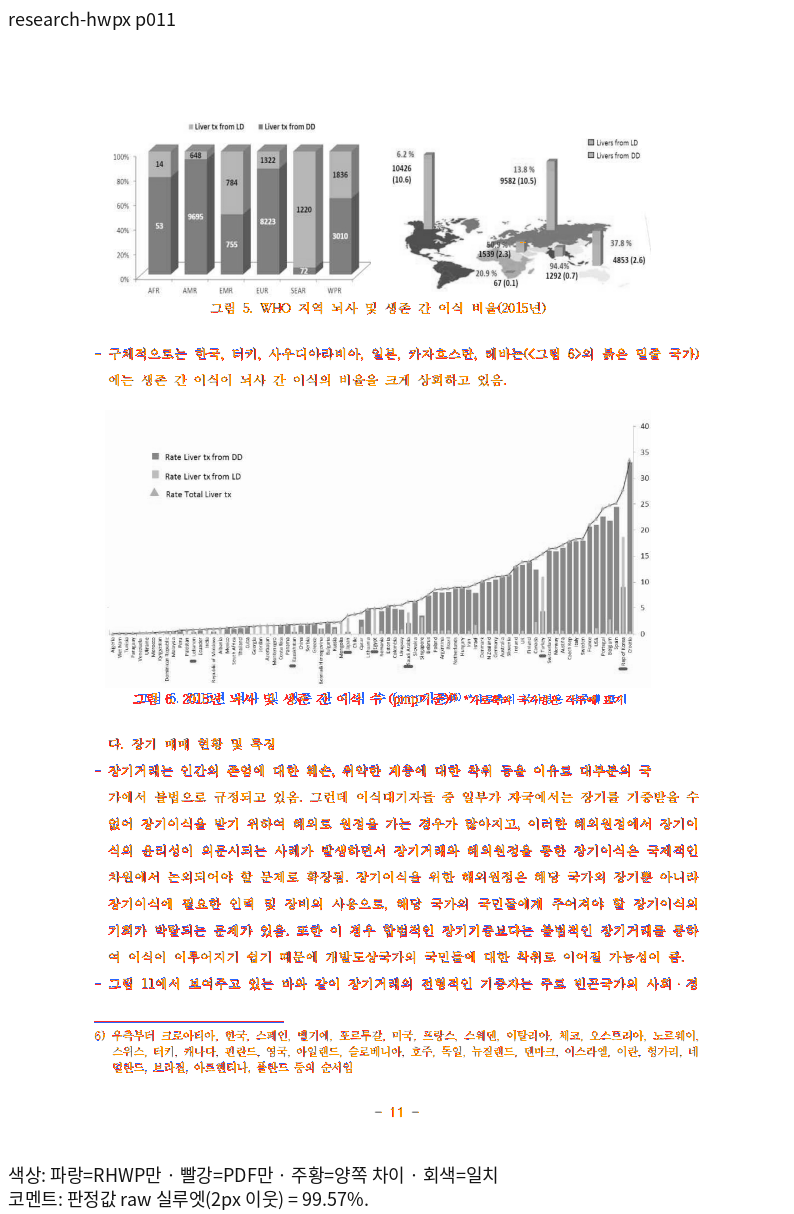 research-hwpx p011
Liver tx from LD Liver tx from DD
100%
80%
60%
40%
20%
0%
14
53
648
9695
784
755
1322
8223
1220
72
1836
3010
AFR AMR EMR EUR SEAR WPR
Livers from LD
Livers from DD
6.2 %
10426
(10.6)
13.8 %
9582 (10.5)
1539 (2.3)
20.9 %
67 (0.1)
94.4%
1292 (0.7)
37.8 %
4853 (2.6)
그림 5. WHO 지역 뇌사 및 생존 간 이식 비율(2015년)
- 구체적으로는 한국, 터키, 사우디아라비아, 일본, 카자흐스탄, 레바논(<그림 6>의 붉은 밑줄 국가)
에는 생존 간 이식이 뇌사 간 이식의 비율을 크게 상회하고 있음.
Rate Liver tx from DD
Rate Liver tx from LD
Rate Total Liver tx
40
35
30
25
20
15
10
5
0
그림 6. 2015년 뇌사 및 생존 간 이식 수 (pmp기준)
다. 장기 매매 현황 및 특징
- 장기거래는 인간의 존엄에 대한 훼손, 취약한 계층에 대한 착취 등을 이유로 대부분의 국
가에서 불법으로 규정되고 있음. 그런데 이식대기자들 중 일부가 자국에서는 장기를 기증받을 수
없어 장기이식을 받기 위하여 해외로 원정을 가는 경우가 많아지고, 이러한 해외원정에서 장기이
식의 윤리성이 의문시되는 사례가 발생하면서 장기거래와 해외원정을 통한 장기이식은 국제적인
차원에서 논의되어야 할 문제로 확장됨. 장기이식을 위한 해외원정은 해당 국가의 장기뿐 아니라
장기이식에 필요한 인력 및 장비의 사용으로, 해당 국가의 국민들에게 주어져야 할 장기이식의
기회가 박탈되는 문제가 있음. 또한 이 경우 합법적인 장기기증보다는 불법적인 장기거래를 통하
여 이식이 이루어지기 쉽기 때문에 개발도상국가의 국민들에 대한 착취로 이어질 가능성이 큼.
- 그림 11에서 보여주고 있는 바와 같이 장기거래의 전형적인 기증자는 주로 빈곤국가의 사회·경
6) 우측부터 크로아티아, 한국, 스페인, 벨기에, 포르투갈, 미국, 프랑스, 스웨덴, 이탈리아, 체코, 오스트리아, 노르웨이,
스위스, 터키, 캐나다, 핀란드, 영국, 아일랜드, 슬로베니아, 호주, 독일, 뉴질랜드, 덴마크, 이스라엘, 이란, 헝가리, 네
덜란드, 브라질, 아르헨티나, 폴란드 등의 순서임
- 11 -
색상: 파랑=RHWP만 · 빨강=PDF만 · 주황=양쪽 차이 · 회색=일치
코멘트: 판정값 raw 실루엣(2px 이웃) = 99.57%.